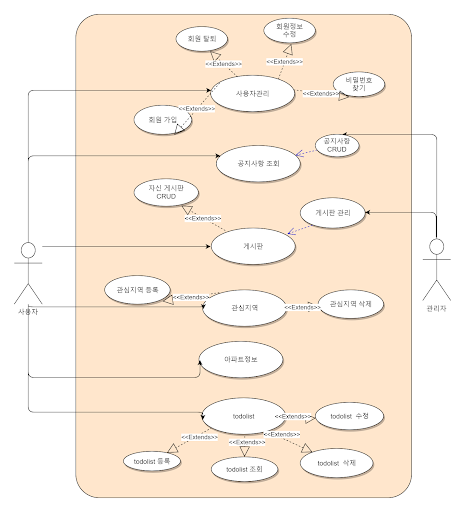 회원 탈퇴
회원정보
수정
<<Extends>>
<<Extends>>
사용자관리
<<Extends>>
비밀번호
찾기
<<Extends>>
회원 가입
공지사항
CRUD
공지사항 조회
자신 게시판
CRUD
<<Extends>>
게시판 관리
게시판
사용자
관리자
관심지역 등록
<<Extends>>
관심지역
<<Extends>>
관심지역 삭제
아파트정보
todolist
<<Extends>>
todolist 수정
<<Extends>>
<<Extends>>
<<Extends>>
todolist 등록
todolist 조회
todolist 삭제